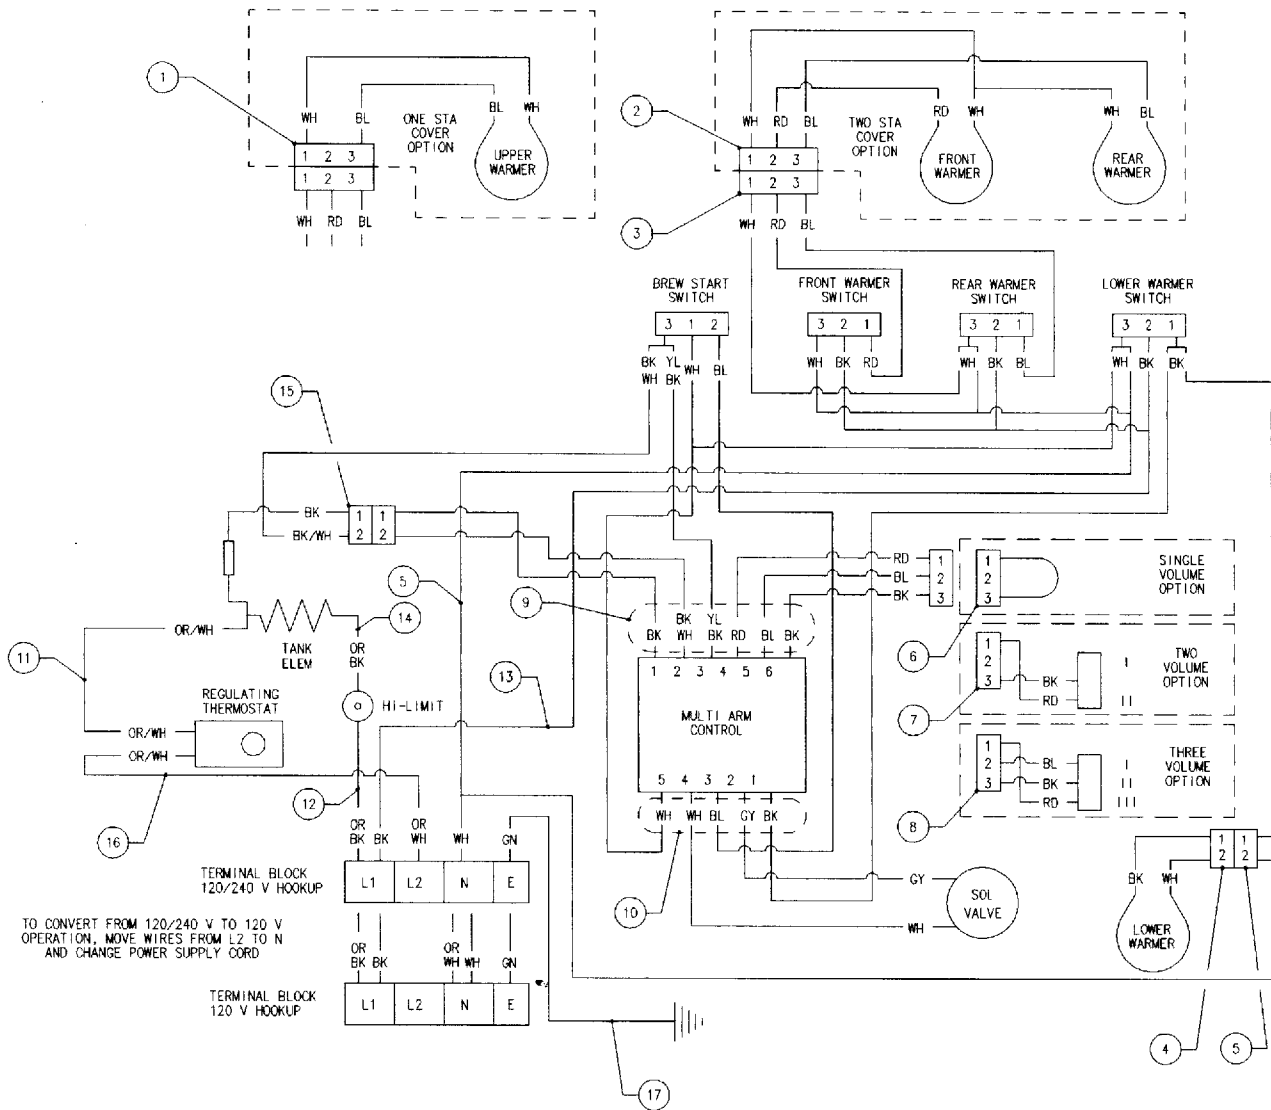 1
WH
BL
ONE STA
COVER
OPTION
BL
WH
UPPER
WARMER
1 2 3
1 2 3
WH RD BL
2
3
WH RD BL
TWO STA
COVER
OPTION
RD
WH
WH
BL
FRONT
WARMER
REAR
WARMER
1 2 3
1 2 3
WH RD BL
BREW START
SWITCH
3 1 2
BK YL
WH BK
WH BL
FRONT WARMER
SWITCH
3 2 1
WH BK RD
REAR WARMER
SWITCH
3 2 1
WH BK BL
LOWER WARMER
SWITCH
3 2 1
WH BK BK
15
BK
BK/WH
1 1
2 2
5
14
OR/WH
TANK
ELEM
OR
BK
11
REGULATING
THERMOSTAT
HI-LIMIT
OR/WH
OR/WH
13
12
16
9
BK YL
BK WH BK RD BL BK
1 2 3 4 5 6
MULTI ARM
CONTROL
5 4 3 2 1
WH WH BL GY BK
10
RD
BL
BK
1
2
3
1
2
3
SINGLE
VOLUME
OPTION
6
1
2
3
BK
RD
I
II
TWO
VOLUME
OPTION
7
1
2
3
BL
BK
RD
I
II
III
THREE
VOLUME
OPTION
8
OR
BK
BK
OR
WH
WH
GN
TERMINAL BLOCK
120/240 V HOOKUP
L1 L2 N E
TO CONVERT FROM 120/240 V TO 120 V
OPERATION, MOVE WIRES FROM L2 TO N
AND CHANGE POWER SUPPLY CORD
OR
BK BK
OR
WH WH
GN
TERMINAL BLOCK
120 V HOOKUP
L1 L2 N E
GY
WH
SOL
VALVE
1 1
2 2
BK WH
LOWER
WARMER
4
5
17